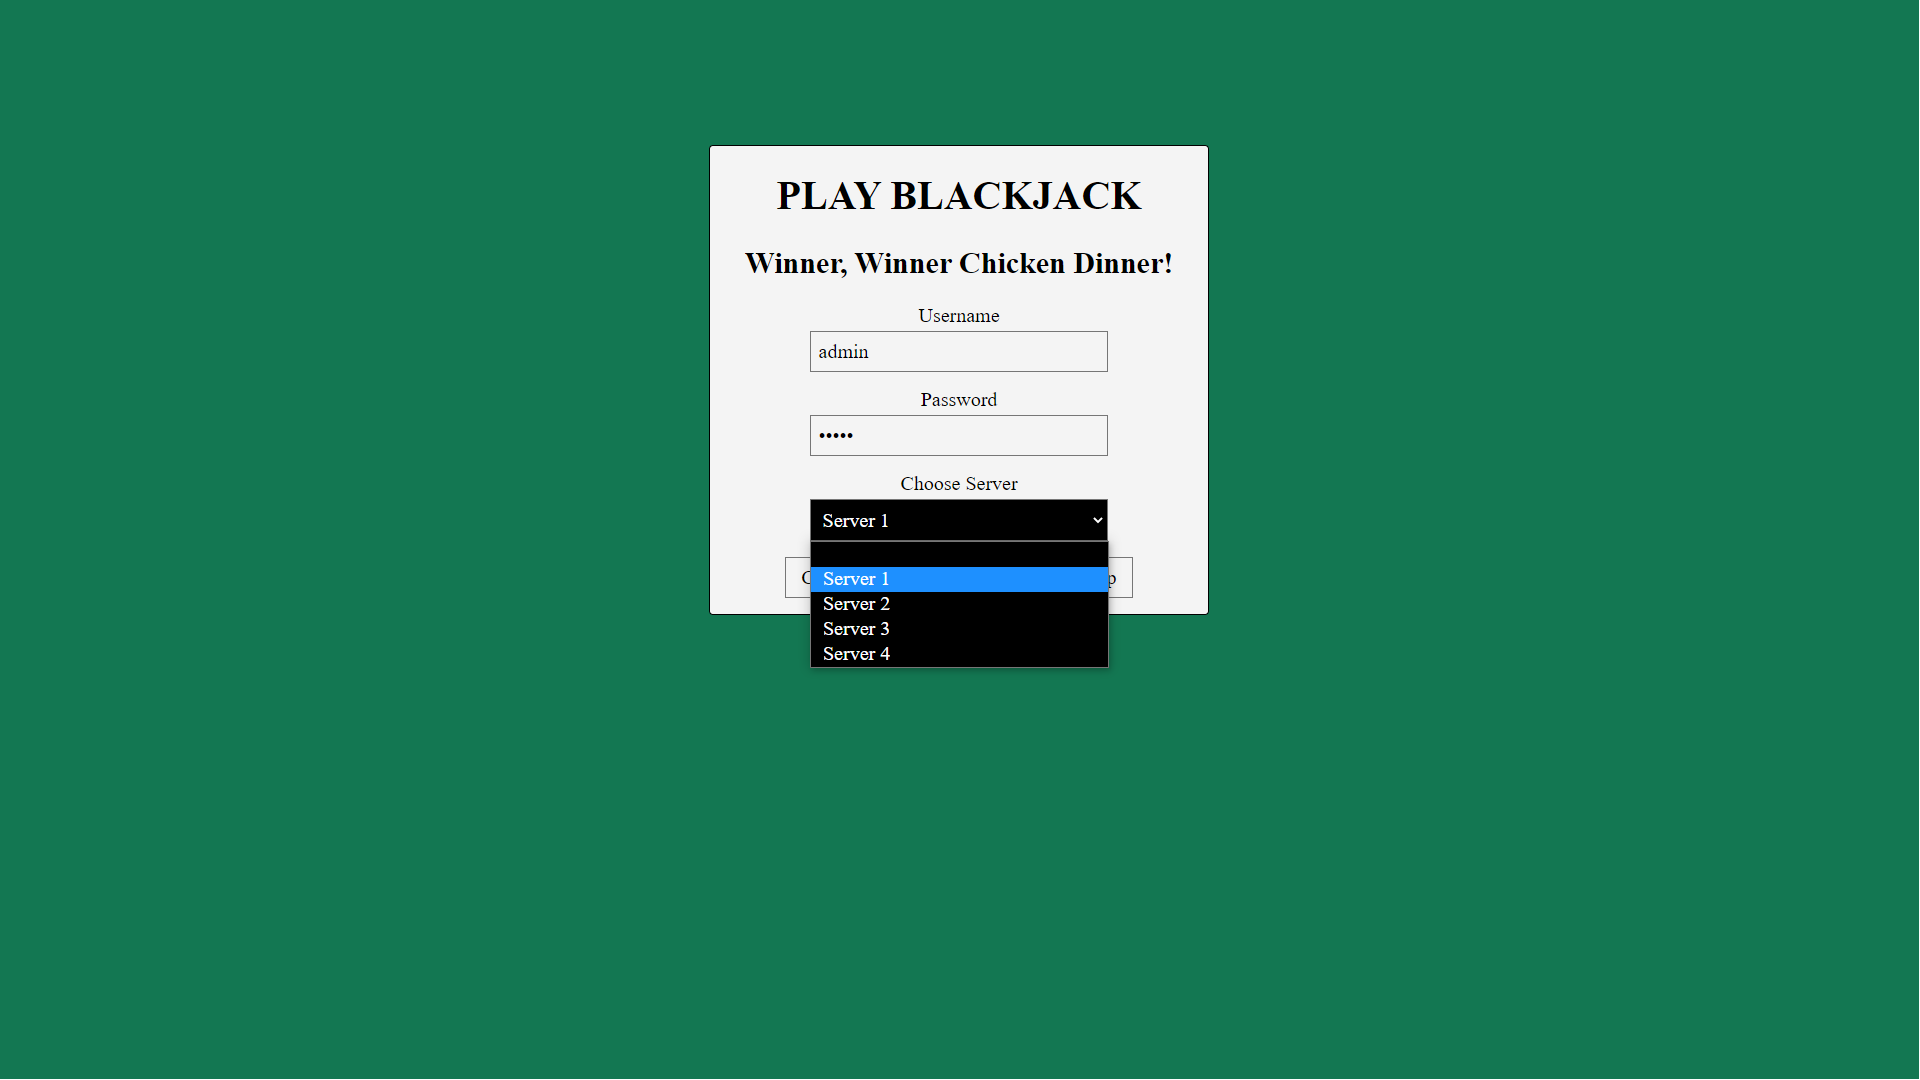 PLAY BLACKJACK
Winner, Winner Chicken Dinner!
Username
admin
Password
•••••
Choose Server
Server 1
Server 1
Server 2
Server 3
Server 4